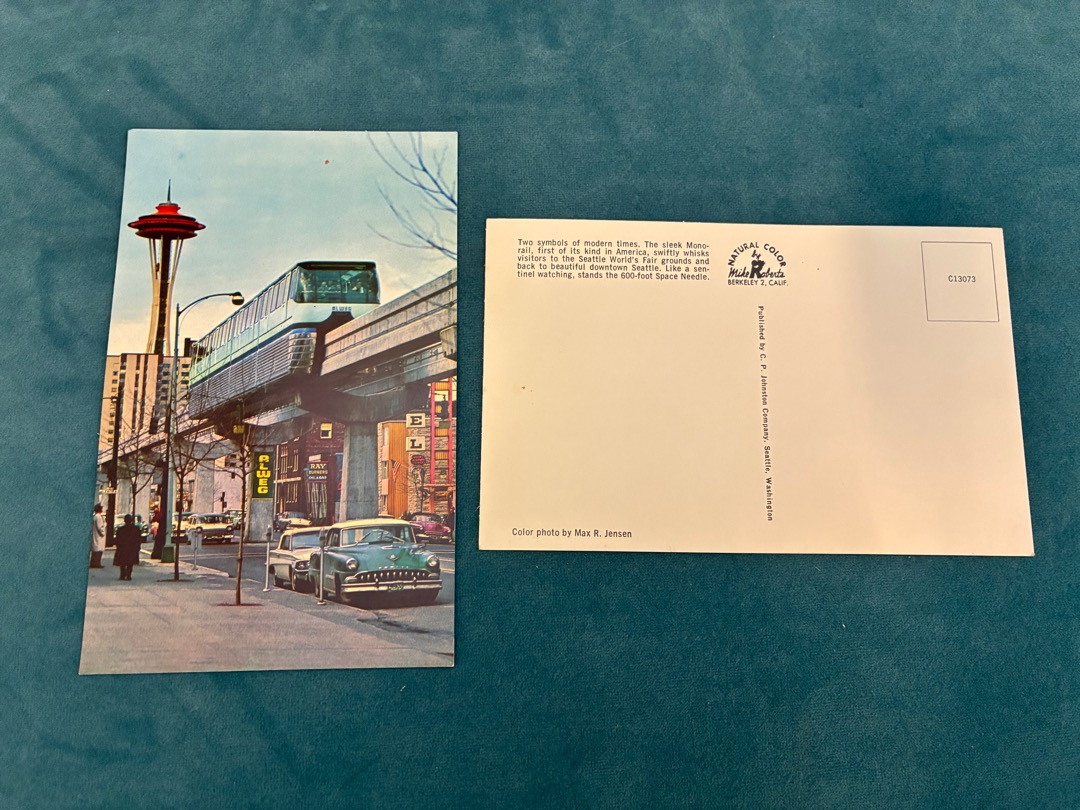 ALWEG
ALWEG
RAY
E
L
Two symbols of modern times. The sleek Mono-
rail, first of its kind in America, swiftly whisks
visitors to the Seattle World's Fair grounds and
back to beautiful downtown Seattle. Like a sen-
tinel watching, stands the 600-foot Space Needle.
NATURAL COLOR
by
Mike Roberts
BERKELEY 2, CALIF.
C13073
Published by C. P. Johnston Company, Seattle, Washington
Color photo by Max R. Jensen